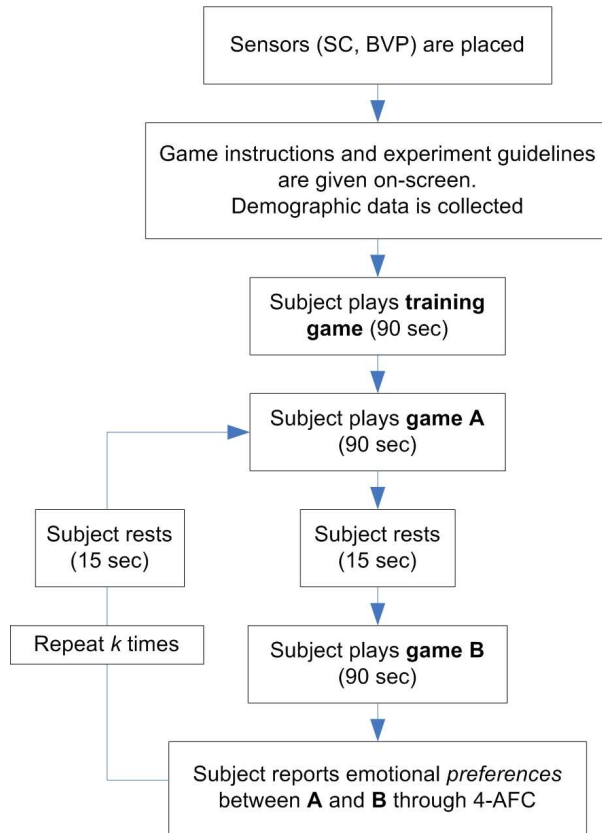 Sensors (SC, BVP) are placed
Game instructions and experiment guidelines
are given on-screen.
Demographic data is collected
Subject plays training
game (90 sec)
Subject plays game A
(90 sec)
Subject rests
(15 sec)
Subject rests
(15 sec)
Repeat k times
Subject plays game B
(90 sec)
Subject reports emotional preferences
between A and B through 4-AFC